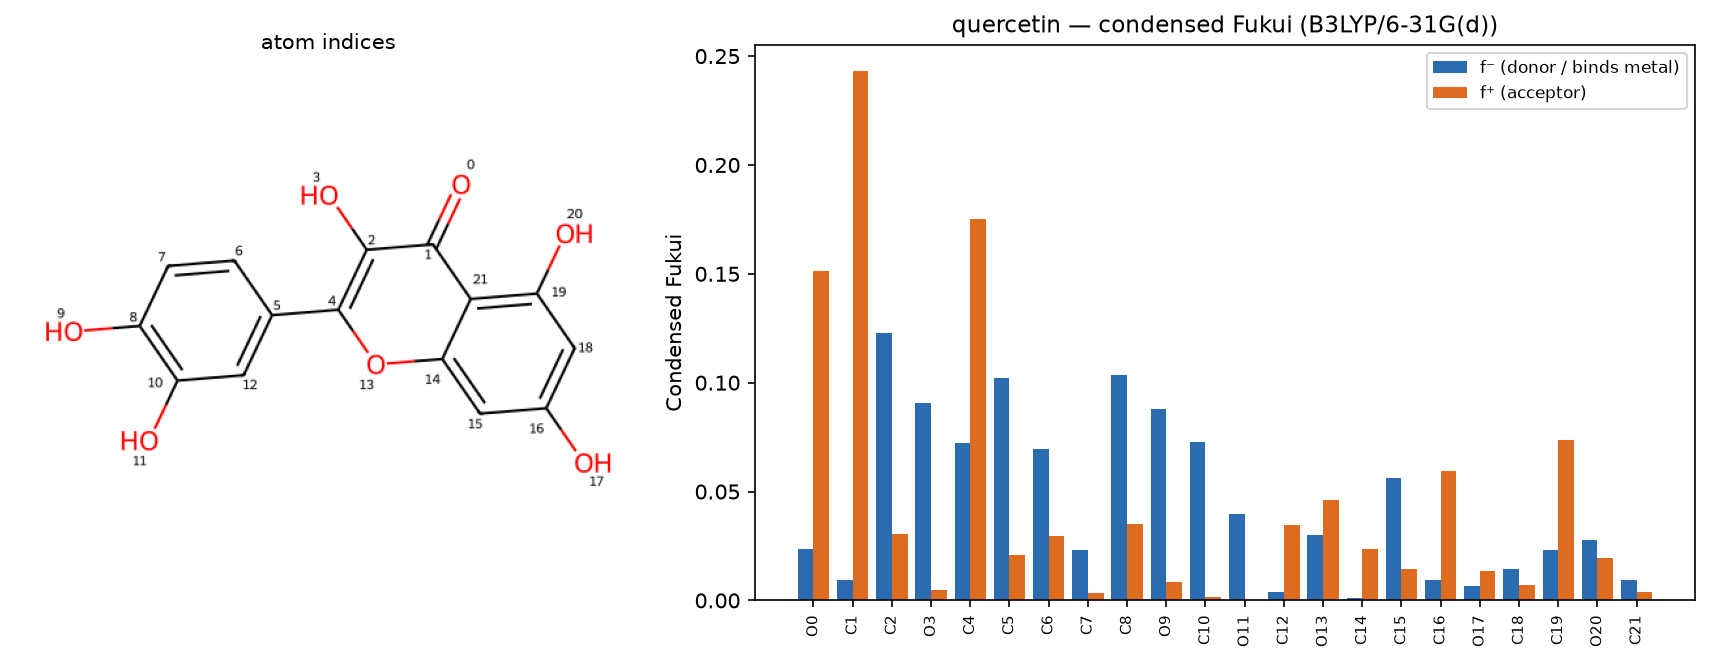 atom indices
0
O
3
HO
20
OH
2
1
7
6
21
19
9
HO
8
5
4
18
10
12
O
13
14
15
16
HO
11
OH
17
quercetin — condensed Fukui (B3LYP/6-31G(d))
f⁻ (donor / binds metal)
f⁺ (acceptor)
Condensed Fukui
0.25
0.20
0.15
0.10
0.05
0.00
O0 C1 C2 O3 C4 C5 C6 C7 C8 O9 C10 O11 C12 O13 C14 C15 C16 O17 C18 C19 O20 C21